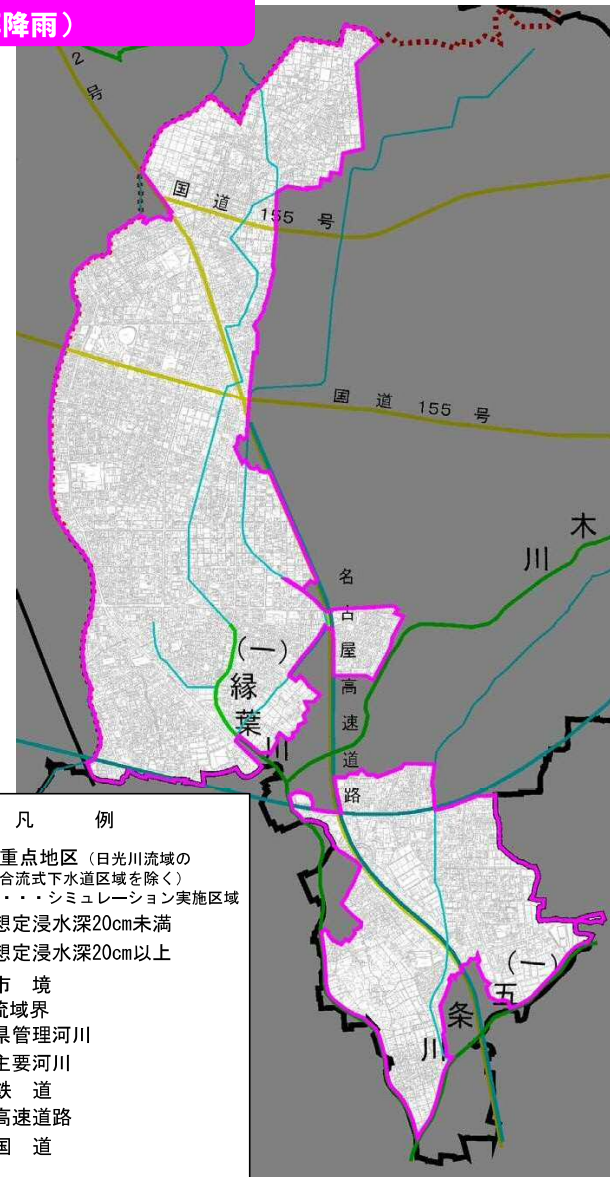 降雨）
2
号
国道 155 号
国道 155 号
木
川
名古屋高速道路
（一）
縁葉川
（一）
五
条
川
凡 例
重点地区（日光川流域の
合流式下水道区域を除く）
・・・シミュレーション実施区域
想定浸水深20cm未満
想定浸水深20cm以上
市 境
流域界
県管理河川
主要河川
鉄 道
高速道路
国 道